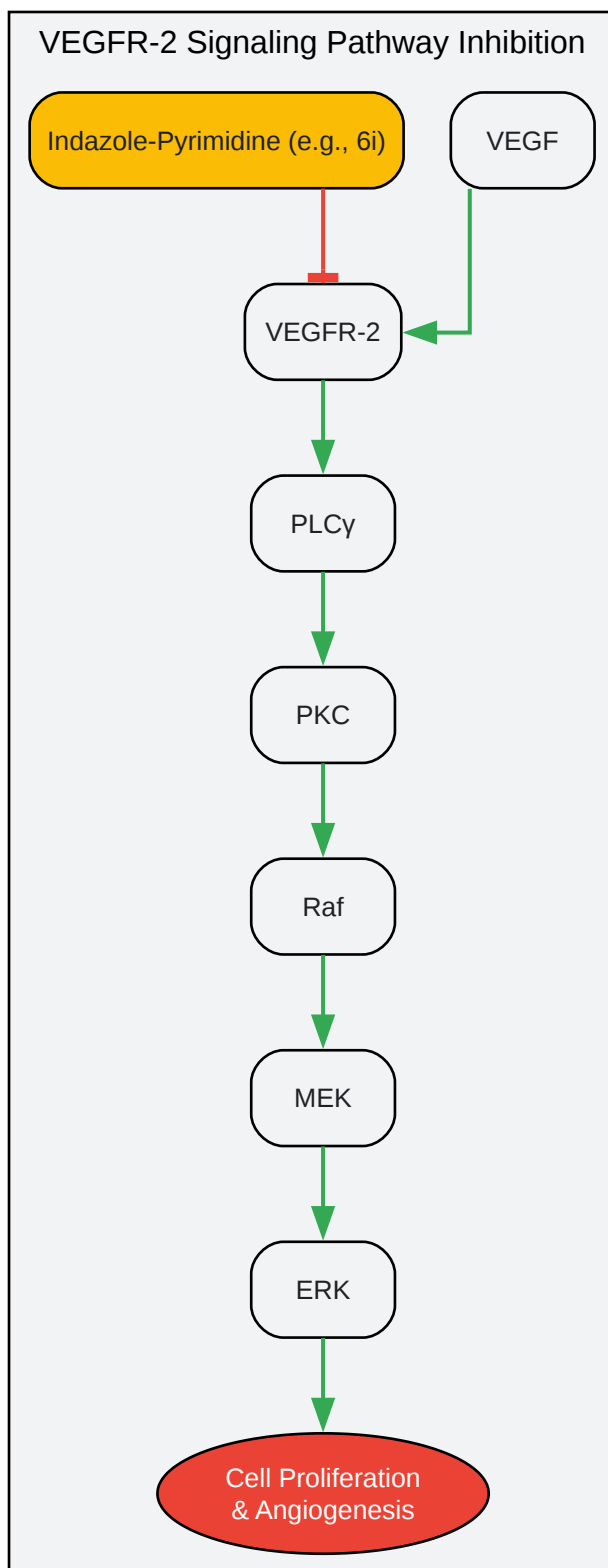 VEGFR-2 Signaling Pathway Inhibition
Indazole-Pyrimidine (e.g., 6i)
VEGF
VEGFR-2
PLCγ
PKC
Raf
MEK
ERK
Cell Proliferation
& Angiogenesis